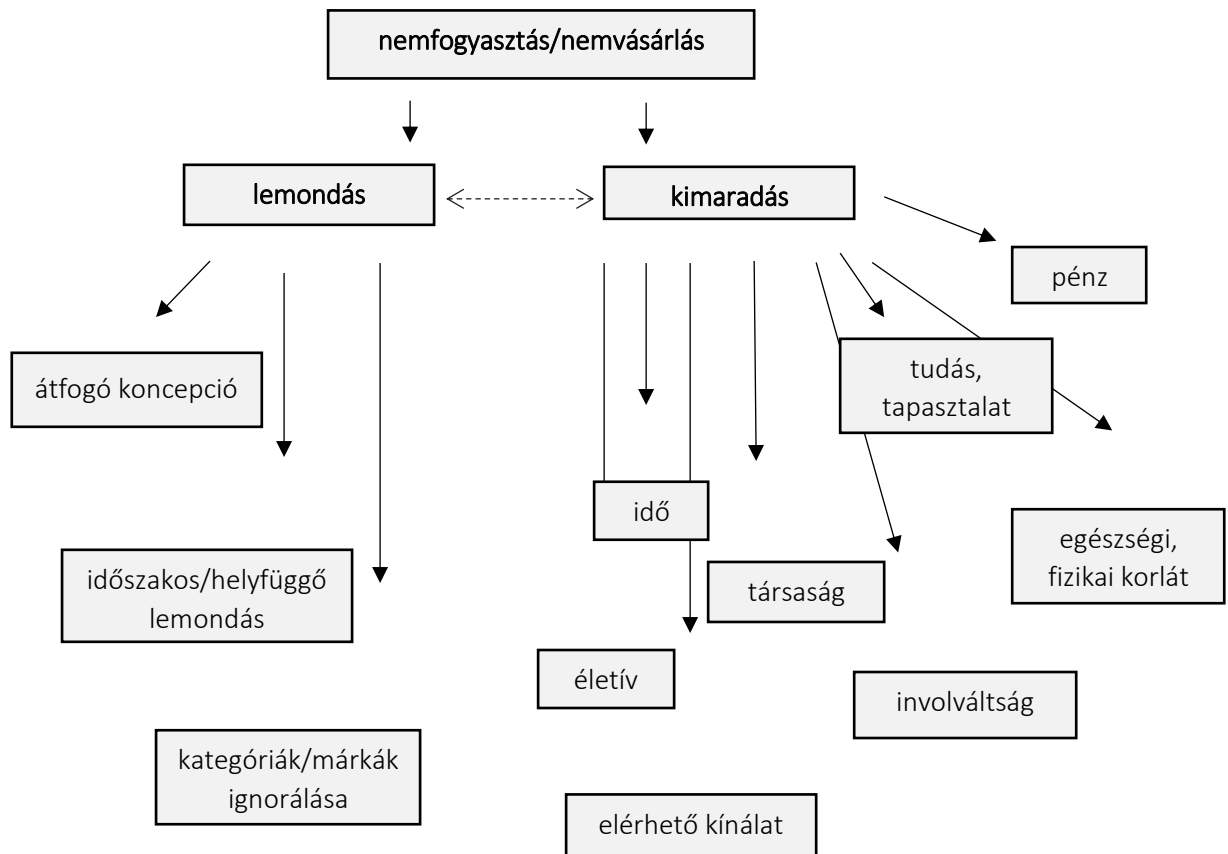 nemfogyasztás/nemvásárlás
lemondás
kimaradás
pénz
átfogó koncepció
tudás,
tapasztalat
idő
egészségi,
fizikai korlát
időszakos/helyfüggő
lemondás
társaság
életív
involváltság
kategóriák/márkák
ignorálása
elérhető kínálat